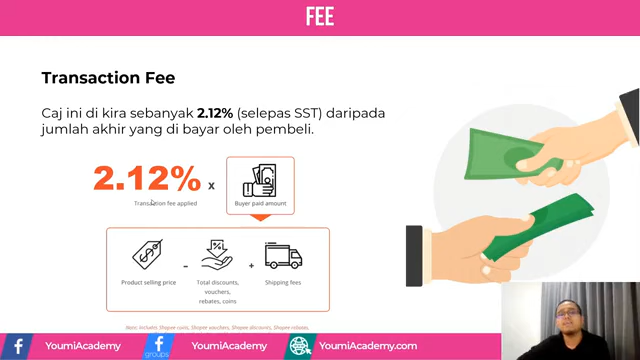 FEE
Transaction Fee
Caj ini di kira sebanyak 2.12% (selepas SST) daripada
jumlah akhir yang di bayar oleh pembeli.
2.12% x
Transaction fee applied
Buyer paid amount
Product selling price
-
Total discounts,
vouchers,
rebates, coins
+
Shipping fees
Note: Includes Shopee coins, Shopee vouchers, Shopee discounts, Shopee rebates.
YoumiAcademy
groups
YoumiAcademy
YoumiAcademy.com